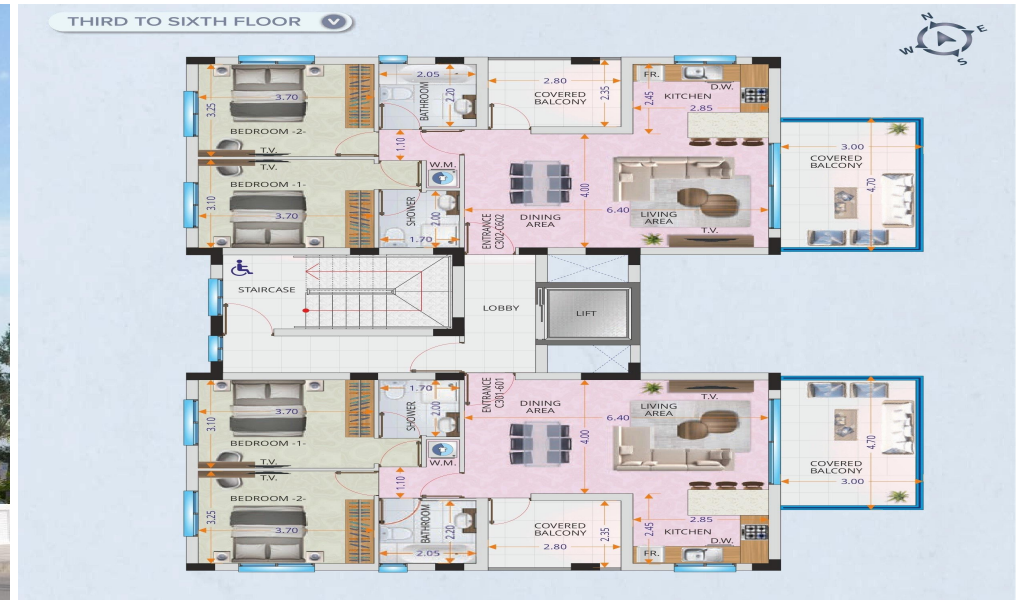 THIRD TO SIXTH FLOOR
N
E
W
S
2.05
BATHROOM
2.20
2.80
COVERED
BALCONY
2.35
FR.
D.W.
KITCHEN
2.45
2.85
3.25
3.70
BEDROOM -2-
T.V.
1.10
W.M.
T.V.
BEDROOM -1-
3.10
3.70
SHOWER
2.00
1.70
ENTRANCE
C302-C602
DINING
AREA
4.00
6.40
LIVING
AREA
T.V.
3.00
COVERED
BALCONY
4.70
STAIRCASE
LOBBY
LIFT
3.10
3.70
BEDROOM -1-
T.V.
1.70
SHOWER
2.00
W.M.
ENTRANCE
C301-601
DINING
AREA
4.00
6.40
LIVING
AREA
T.V.
4.70
COVERED
BALCONY
3.00
T.V.
BEDROOM -2-
3.25
3.70
1.10
BATHROOM
2.20
2.05
COVERED
BALCONY
2.80
2.35
2.45
2.85
KITCHEN
D.W.
FR.